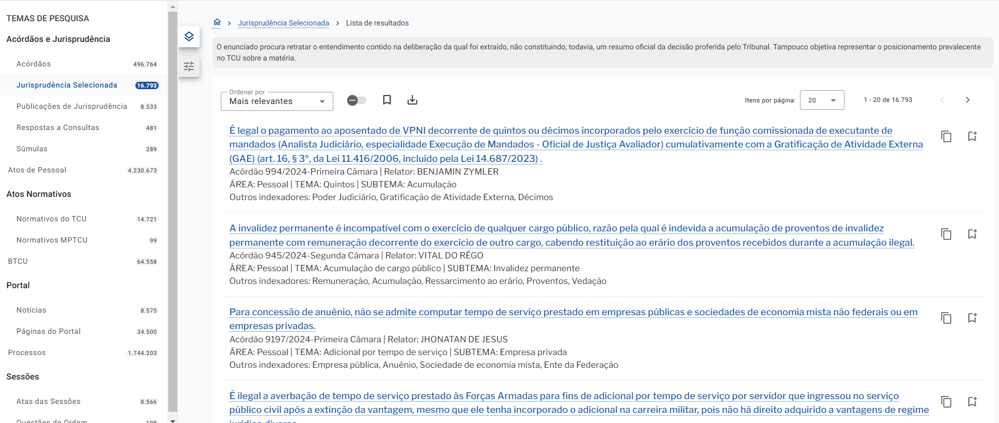 TEMAS DE PESQUISA
Acórdãos e Jurisprudência
Acórdãos 496.764
Jurisprudência Selecionada 16.793
Publicações de Jurisprudência 8.533
Respostas a Consultas 481
Súmulas 289
Atos de Pessoal 4.230.673
Atos Normativos
Normativos do TCU 14.721
Normativos MPTCU 99
BTCU 64.558
Portal
Notícias 8.575
Páginas do Portal 34.500
Processos 1.744.203
Sessões
Atas das Sessões 8.566
Questões de Ordem 108
Jurisprudência Selecionada Lista de resultados
O enunciado procura retratar o entendimento contido na deliberação da qual foi extraído, não constituindo, todavia, um resumo oficial da decisão proferida pelo Tribunal. Tampouco objetiva representar o posicionamento prevalecente
no TCU sobre a matéria.
Ordenar por
Mais relevantes
Itens por página: 20 1 - 20 de 16.793
É legal o pagamento ao aposentado de VPNI decorrente de quintos ou décimos incorporados pelo exercício de função comissionada de executante de
mandados (Analista Judiciário, especialidade Execução de Mandados - Oficial de Justiça Avaliador) cumulativamente com a Gratificação de Atividade Externa
(GAE) (art. 16, § 3º, da Lei 11.416/2006, incluído pela Lei 14.687/2023) .
Acórdão 994/2024-Primeira Câmara | Relator: BENJAMIN ZYMLER
ÁREA: Pessoal | TEMA: Quintos | SUBTEMA: Acumulação
Outros indexadores: Poder Judiciário, Gratificação de Atividade Externa, Décimos
A invalidez permanente é incompatível com o exercício de qualquer cargo público, razão pela qual é indevida a acumulação de proventos de invalidez
permanente com remuneração decorrente do exercício de outro cargo, cabendo restituição ao erário dos proventos recebidos durante a acumulação ilegal.
Acórdão 945/2024-Segunda Câmara | Relator: VITAL DO RÊGO
ÁREA: Pessoal | TEMA: Acumulação de cargo público | SUBTEMA: Invalidez permanente
Outros indexadores: Remuneração, Acumulação, Ressarcimento ao erário, Proventos, Vedação
Para concessão de anuênio, não se admite computar tempo de serviço prestado em empresas públicas e sociedades de economia mista não federais ou em
empresas privadas.
Acórdão 9197/2024-Primeira Câmara | Relator: JHONATAN DE JESUS
ÁREA: Pessoal | TEMA: Adicional por tempo de serviço | SUBTEMA: Empresa privada
Outros indexadores: Empresa pública, Anuênio, Sociedade de economia mista, Ente da Federação
É ilegal a averbação de tempo de serviço prestado às Forças Armadas para fins de adicional por tempo de serviço por servidor que ingressou no serviço
público civil após a extinção da vantagem, mesmo que ele tenha incorporado o adicional na carreira militar, pois não há direito adquirido a vantagens de regime
jurídico diverso.